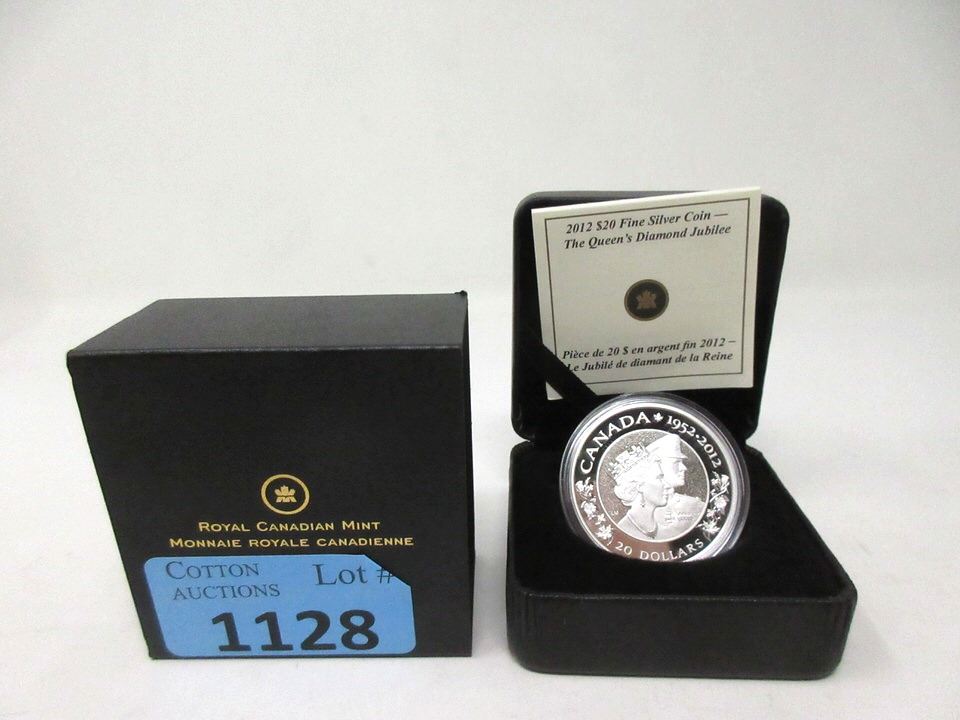 ROYAL CANADIAN MINT
MONNAIE ROYALE CANADIENNE
COTTON AUCTIONS
Lot #
1128
2012 $20 Fine Silver Coin —
The Queen's Diamond Jubilee
Pièce de 20 $ en argent fin 2012 –
Le Jubilé de diamant de la Reine
CANADA 1952-2012
20 DOLLARS